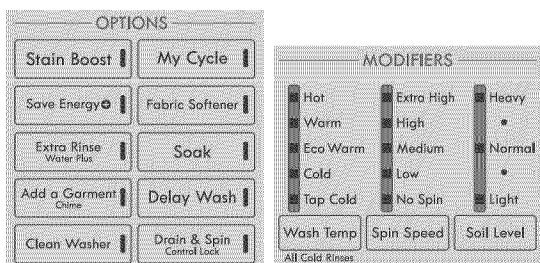 OPTIONS
Stain Boost
My Cycle
Save Energy
Fabric Softener
Extra Rinse
Water Plus
Soak
Add a Garment
Chime
Delay Wash
Clean Washer
Drain & Spin
Control Lock
MODIFIERS
Hot
Extra High
Heavy
Warm
High
Eco Warm
Medium
Normal
Cold
Low
Tap Cold
No Spin
Light
Wash Temp
Spin Speed
Soil Level
All Cold Rinses